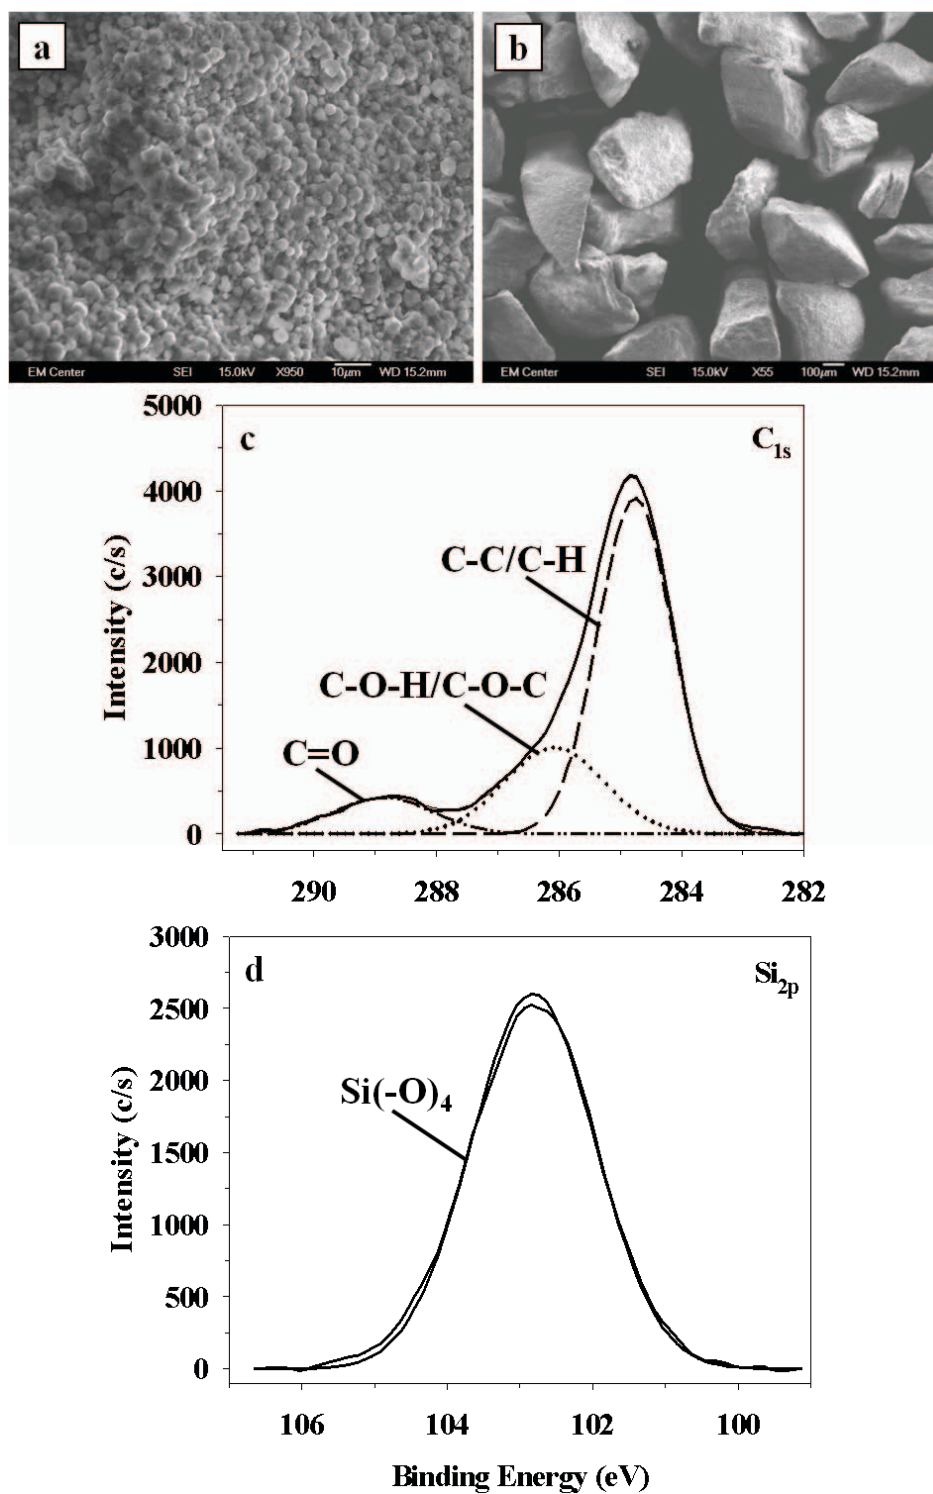 a
b
EM Center SEI 15.0kV X950 10μm WD 15.2mm
EM Center SEI 15.0kV X55 100μm WD 15.2mm
c
C1s
5000
4000
3000
2000
1000
0
Intensity (c/s)
C-C/C-H
C-O-H/C-O-C
C=O
290 288 286 284 282
d
Si2p
3000
2500
2000
1500
1000
500
0
Intensity (c/s)
Si(-O)4
106 104 102 100
Binding Energy (eV)